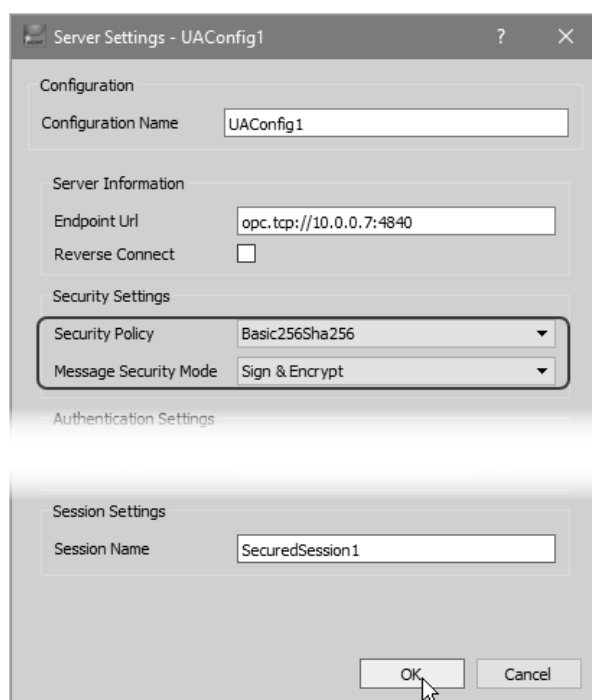 Server Settings - UAConfig1 ?
Configuration
Configuration Name UAConfig1
Server Information
Endpoint Url opc.tcp://10.0.0.7:4840
Reverse Connect
Security Settings
Security Policy Basic256Sha256
Message Security Mode Sign & Encrypt
Authentication Settings
Session Settings
Session Name SecuredSession1
OK Cancel